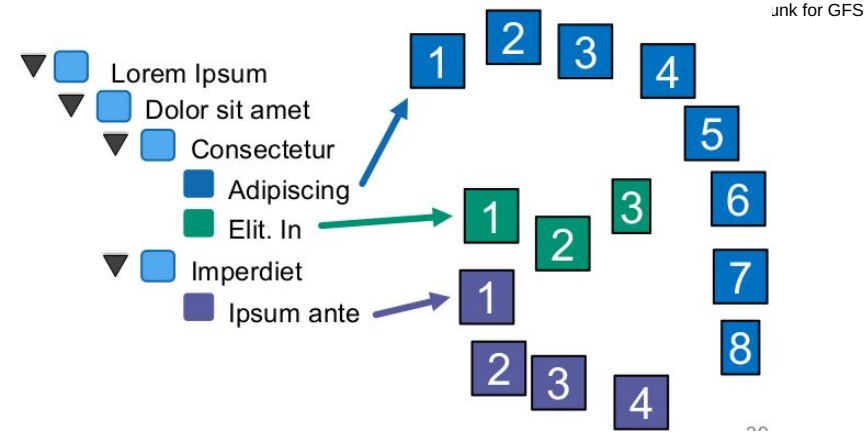 unk for GFS
Lorem Ipsum
Dolor sit amet
Consectetur
Adipiscing
Elit. In
Imperdiet
Ipsum ante
1
2
3
4
5
6
7
8
1
2
3
1
2
3
4